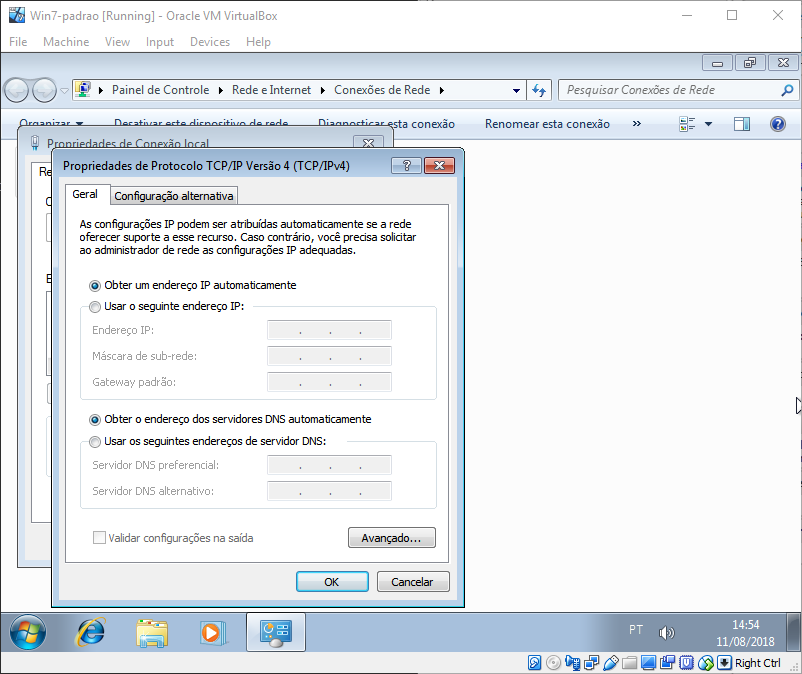 Win7-padrao [Running] - Oracle VM VirtualBox
File Machine View Input Devices Help
Painel de Controle Rede e Internet Conexões de Rede
Pesquisar Conexões de Rede
Organizar Desativar este dispositivo de rede Diagnosticar esta conexão Renomear esta conexão »
Propriedades de Conexão local
Propriedades de Protocolo TCP/IP Versão 4 (TCP/IPv4)
Re
Geral Configuração alternativa
As configurações IP podem ser atribuídas automaticamente se a rede
oferecer suporte a esse recurso. Caso contrário, você precisa solicitar
ao administrador de rede as configurações IP adequadas.
Obter um endereço IP automaticamente
Usar o seguinte endereço IP:
Endereço IP: . . .
Máscara de sub-rede: . . .
Gateway padrão: . . .
Obter o endereço dos servidores DNS automaticamente
Usar os seguintes endereços de servidor DNS:
Servidor DNS preferencial: . . .
Servidor DNS alternativo: . . .
Validar configurações na saída
Avançado...
OK Cancelar
PT
14:54
11/08/2018
Right Ctrl